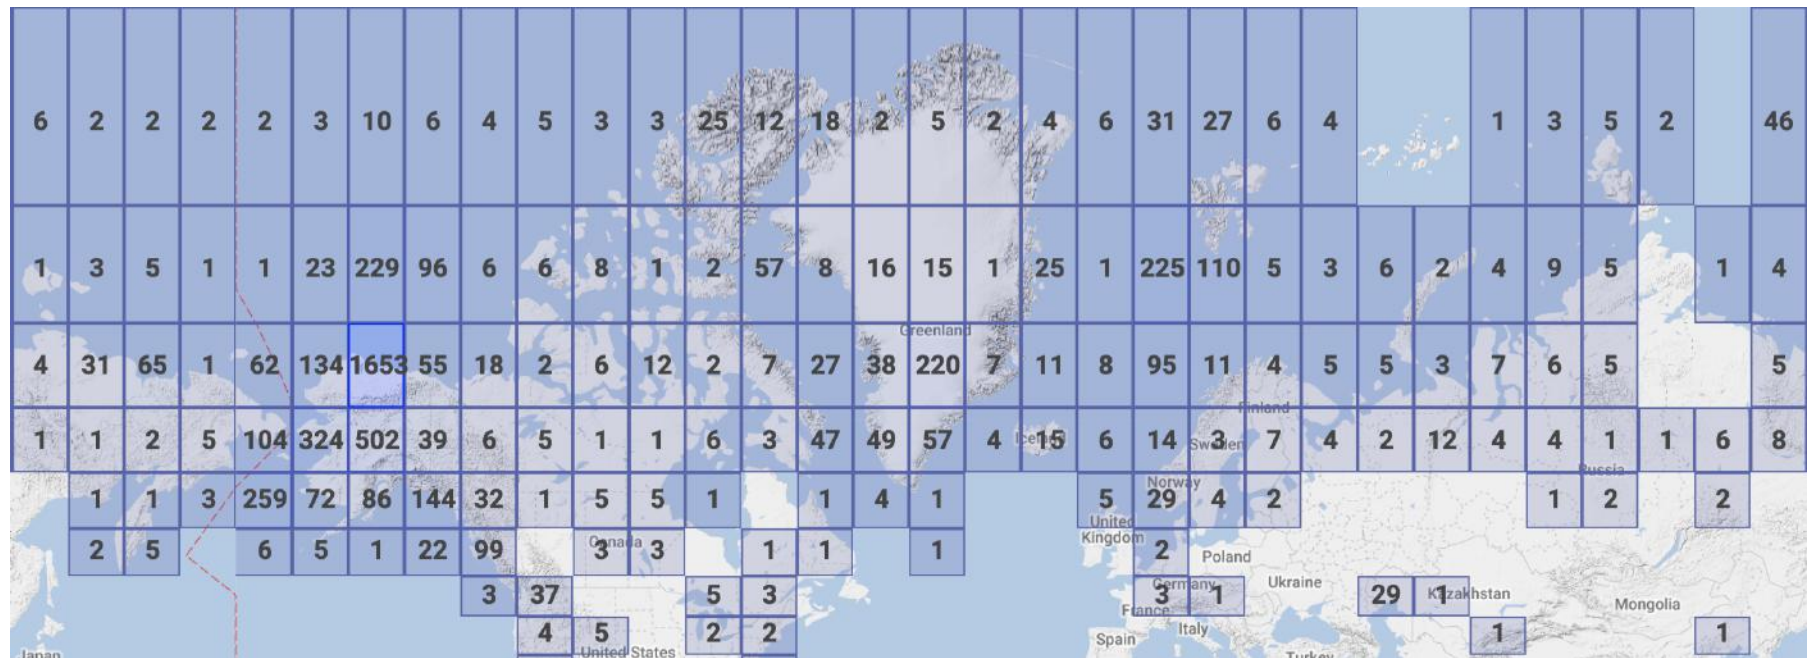 6 2 2 2 2 3 10 6 4 5 3 3 25 12 18 2 5 2 4 6 31 27 6 4 1 3 5 2 46
1 3 5 1 1 23 229 96 6 6 8 1 2 57 8 16 15 1 25 1 225 110 5 3 6 2 4 9 5 1 4
Greenland
4 31 65 1 62 134 1653 55 18 2 6 12 2 7 27 38 220 7 11 8 95 11 4 5 5 3 7 6 5 5
Finland
1 1 2 5 104 324 502 39 6 5 1 1 6 3 47 49 57 4 15 6 14 3 7 4 2 12 4 4 1 1 6 8
Iceland Sweden
Russia
Norway
1 1 3 259 72 86 144 32 1 5 5 1 1 4 1 5 29 4 2 1 2 2
United
Kingdom
Canada
2 5 6 5 1 22 99 3 3 1 1 1 2
Poland
Germany Ukraine
3 37 5 3 3 1 29 1
Kazakhstan
Mongolia
France
4 5 2 2 1 1
Italy
Spain
United States
Japan
Turkey